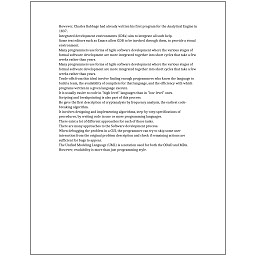 However, Charles Babbage had already written his first program for the Analytical Engine in
1837.
Integrated development environments (IDEs) aim to integrate all such help.
Some text editors such as Emacs allow GDB to be invoked through them, to provide a visual
environment.
Many programmers use forms of Agile software development where the various stages of
formal software development are more integrated together into short cycles that take a few
weeks rather than years.
Many programmers use forms of Agile software development where the various stages of
formal software development are more integrated together into short cycles that take a few
weeks rather than years.
Trade-offs from this ideal involve finding enough programmers who know the language to
build a team, the availability of compilers for that language, and the efficiency with which
programs written in a given language execute.
It is usually easier to code in "high-level" languages than in "low-level" ones.
Scripting and breakpointing is also part of this process.
He gave the first description of cryptanalysis by frequency analysis, the earliest code-
breaking algorithm.
It involves designing and implementing algorithms, step-by-step specifications of
procedures, by writing code in one or more programming languages.
There exist a lot of different approaches for each of those tasks.
There are many approaches to the Software development process.
When debugging the problem in a GUI, the programmer can try to skip some user
interaction from the original problem description and check if remaining actions are
sufficient for bugs to appear.
The Unified Modeling Language (UML) is a notation used for both the OOAD and MDA.
However, readability is more than just programming style.